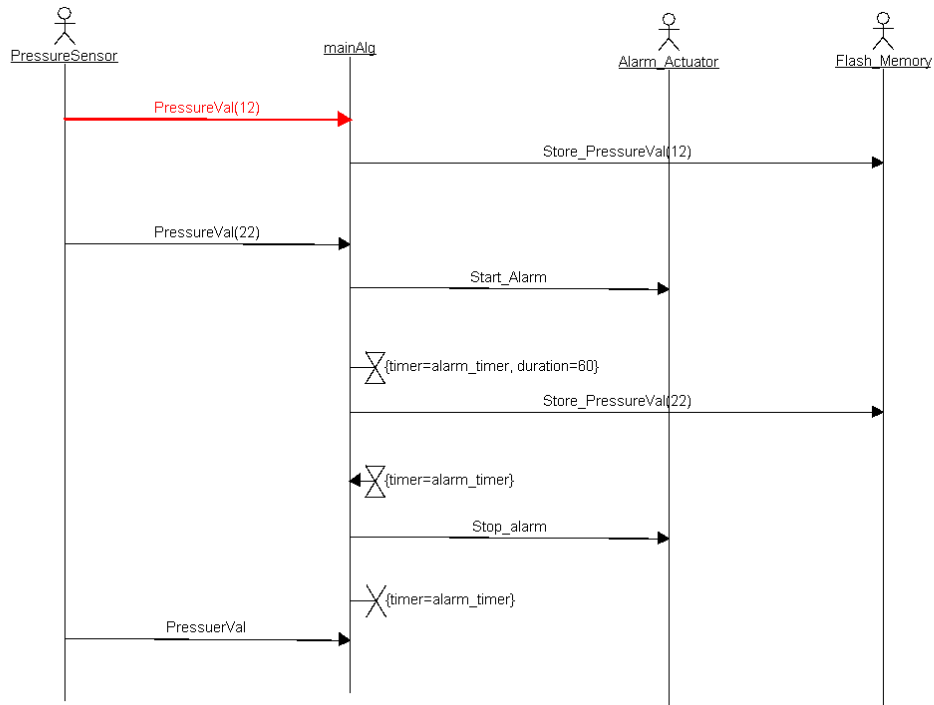 PressureSensor
mainAlg
Alarm_Actuator
Flash_Memory
PressureVal(12)
Store_PressureVal(12)
PressureVal(22)
Start_Alarm
{timer=alarm_timer, duration=60}
Store_PressureVal(22)
{timer=alarm_timer}
Stop_alarm
{timer=alarm_timer}
PressuerVal